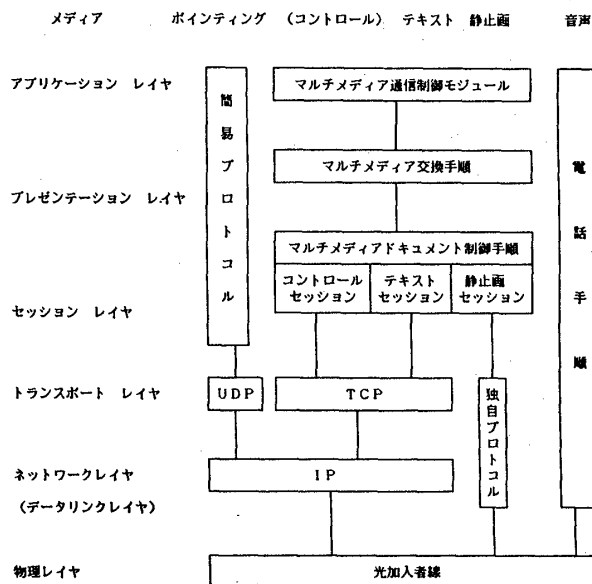 メディア ポインティング (コントロール) テキスト 静止画 音声
アプリケーション レイヤ
簡易プロトコル
マルチメディア通信制御モジュール
電話手順
マルチメディア交換手順
プレゼンテーション レイヤ
マルチメディアドキュメント制御手順
コントロール
セッション
テキスト
セッション
静止画
セッション
セッション レイヤ
トランスポート レイヤ
UDP
TCP
独自プロトコル
ネットワークレイヤ
IP
(データリンクレイヤ)
物理レイヤ
光加入者線